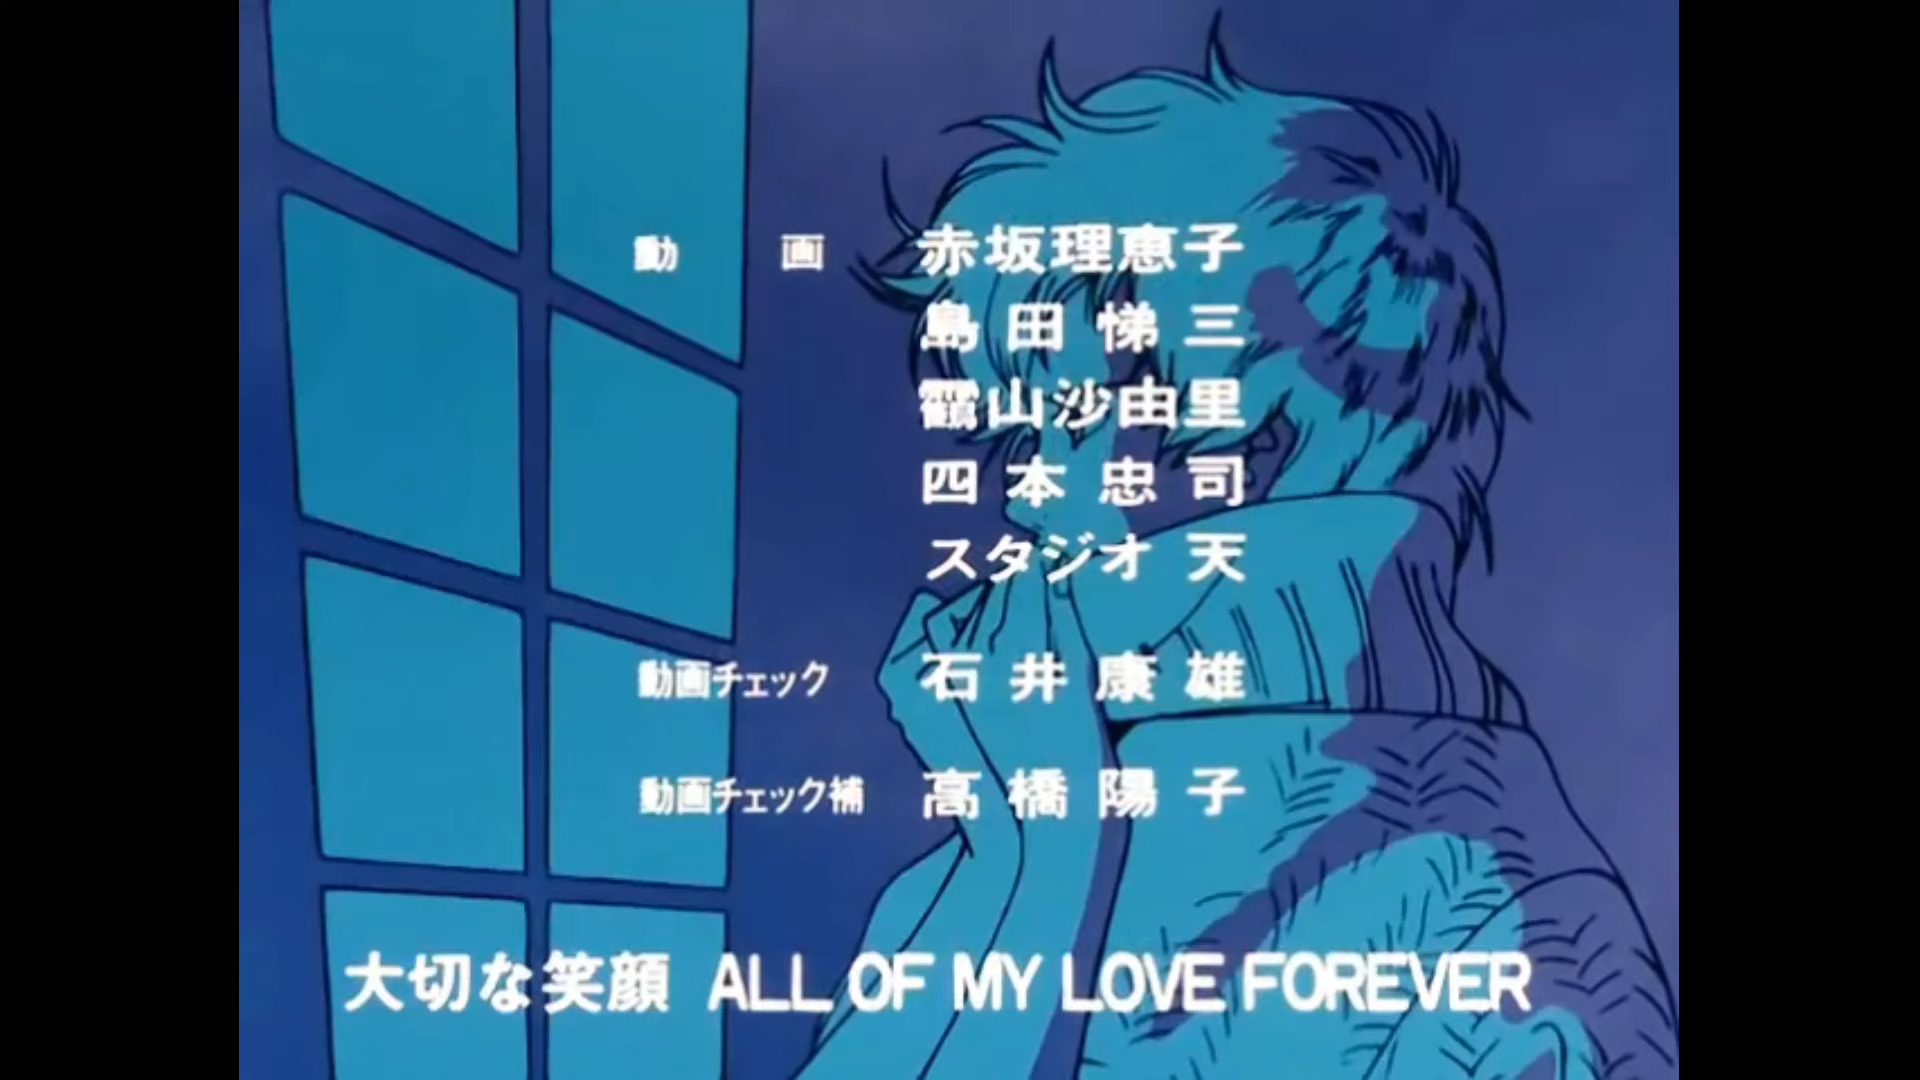 動画 赤坂理恵子
島田悌三
靍山沙由里
四本忠司
スタジオ天
動画チェック 石井康雄
動画チェック補 高橋陽子
大切な笑顔 ALL OF MY LOVE FOREVER